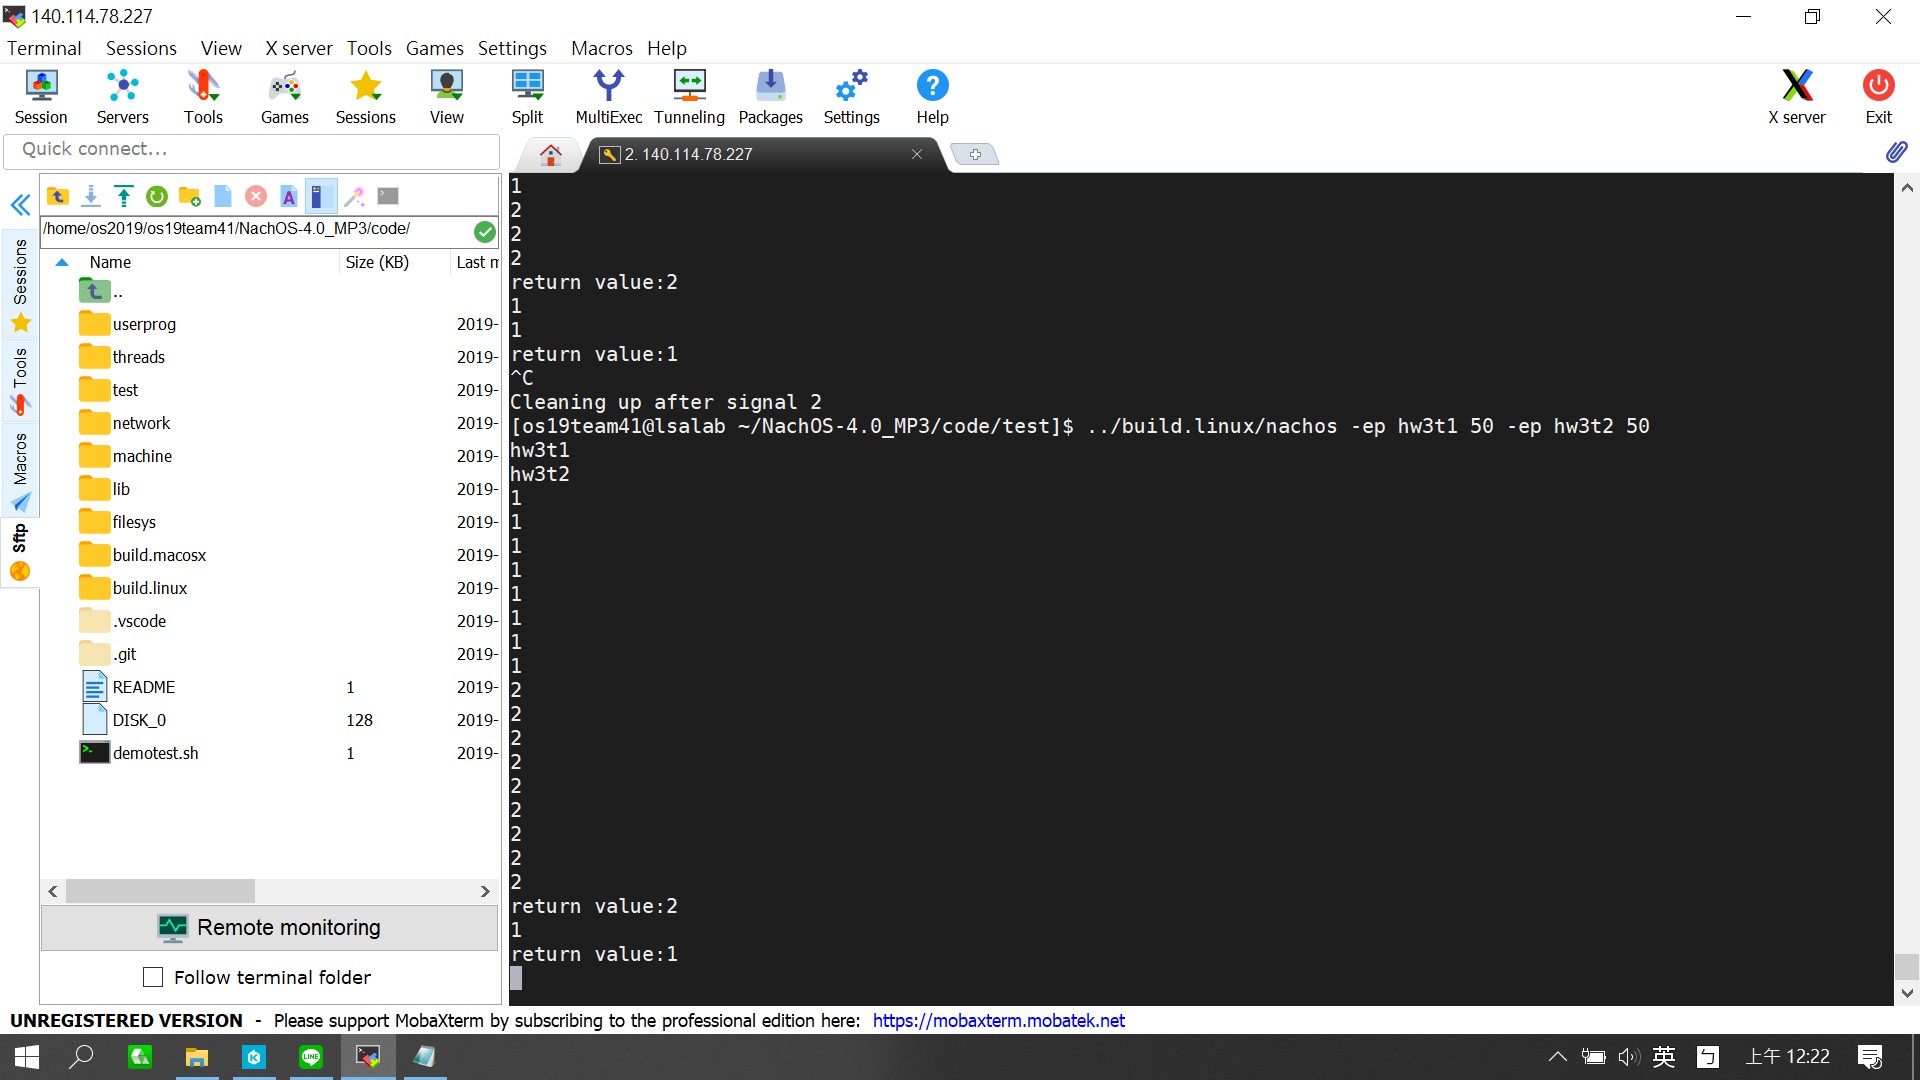 140.114.78.227
Terminal Sessions View X server Tools Games Settings Macros Help
Session Servers Tools Games Sessions View Split MultiExec Tunneling Packages Settings Help X server Exit
Quick connect...
2. 140.114.78.227
/home/os2019/os19team41/NachOS-4.0_MP3/code/
Name Size (KB) Last m
..
userprog 2019-
threads 2019-
test 2019-
network 2019-
machine 2019-
lib 2019-
filesys 2019-
build.macosx 2019-
build.linux 2019-
.vscode 2019-
.git 2019-
README 1 2019-
DISK_0 128 2019-
demotest.sh 1 2019-
Sessions
Tools
Macros
Sftp
Remote monitoring
Follow terminal folder
1
2
2
2
return value:2
1
1
return value:1
^C
Cleaning up after signal 2
[os19team41@lsalab ~/NachOS-4.0_MP3/code/test]$ ../build.linux/nachos -ep hw3t1 50 -ep hw3t2 50
hw3t1
hw3t2
1
1
1
1
1
1
1
1
2
2
2
2
2
2
2
2
2
return value:2
1
return value:1
UNREGISTERED VERSION - Please support MobaXterm by subscribing to the professional edition here: https://mobaxterm.mobatek.net
LINE
英 ㄅ 上午 12:22